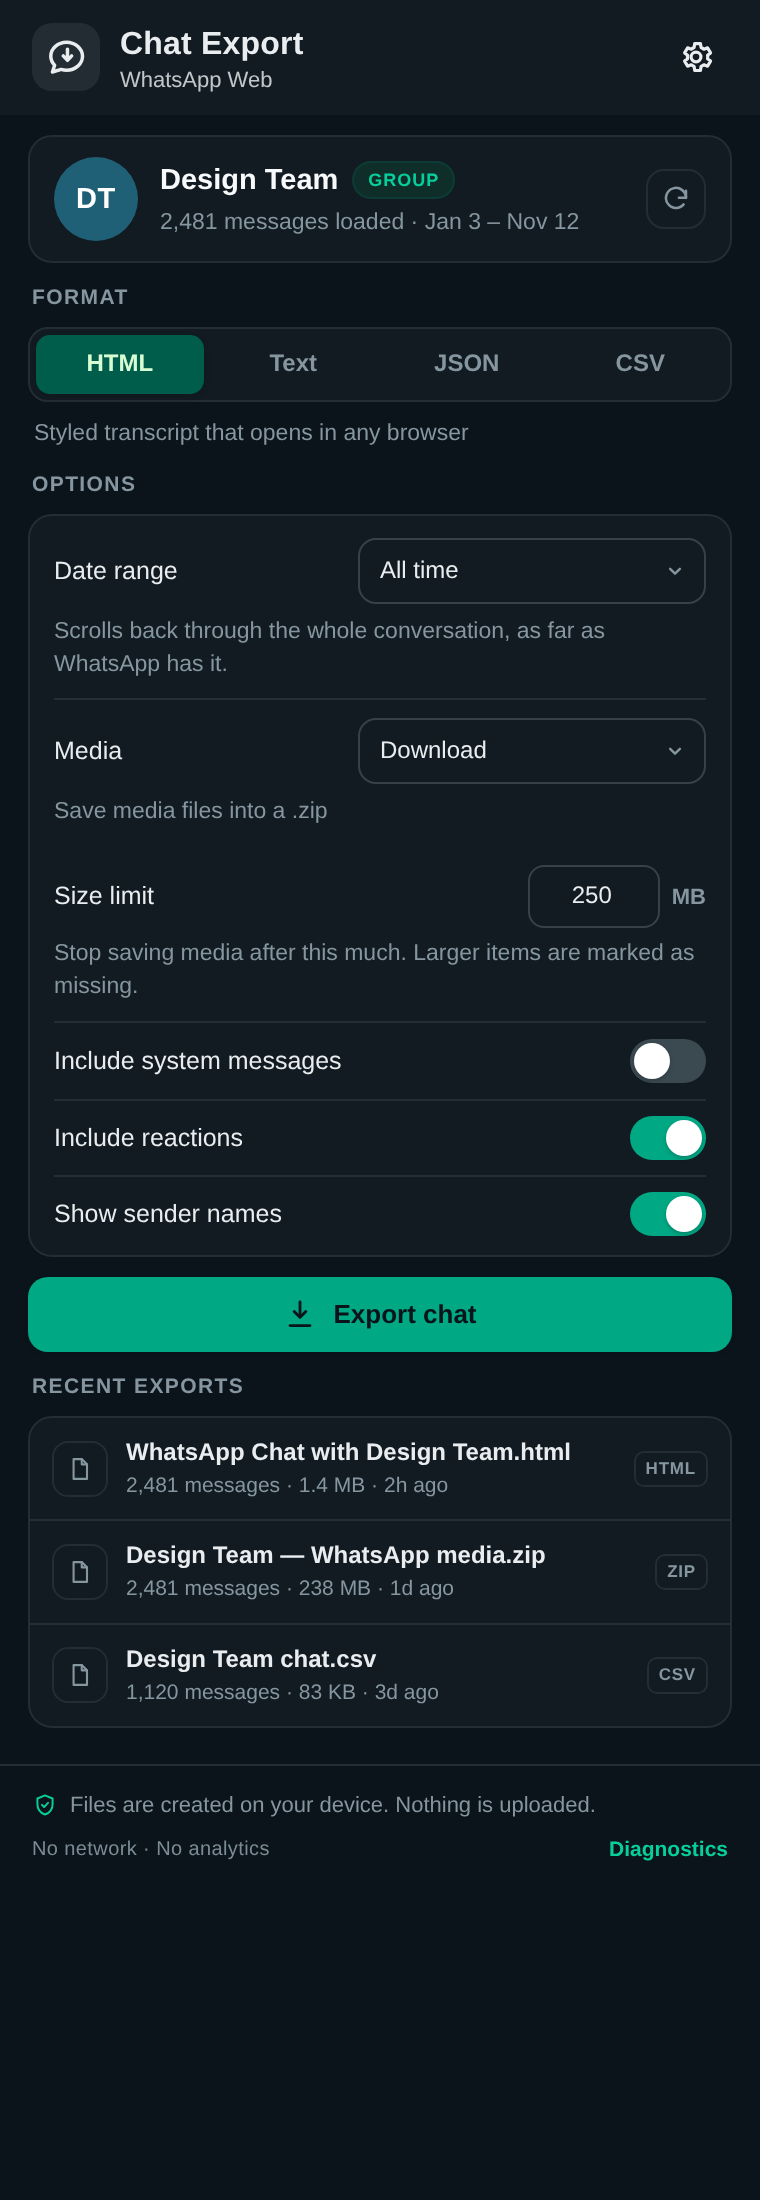 Chat Export
WhatsApp Web
DT
Design Team GROUP
2,481 messages loaded · Jan 3 – Nov 12
FORMAT
HTML Text JSON CSV
Styled transcript that opens in any browser
OPTIONS
Date range All time
Scrolls back through the whole conversation, as far as
WhatsApp has it.
Media Download
Save media files into a .zip
Size limit 250 MB
Stop saving media after this much. Larger items are marked as
missing.
Include system messages
Include reactions
Show sender names
Export chat
RECENT EXPORTS
WhatsApp Chat with Design Team.html
2,481 messages · 1.4 MB · 2h ago
HTML
Design Team — WhatsApp media.zip
2,481 messages · 238 MB · 1d ago
ZIP
Design Team chat.csv
1,120 messages · 83 KB · 3d ago
CSV
Files are created on your device. Nothing is uploaded.
No network · No analytics Diagnostics